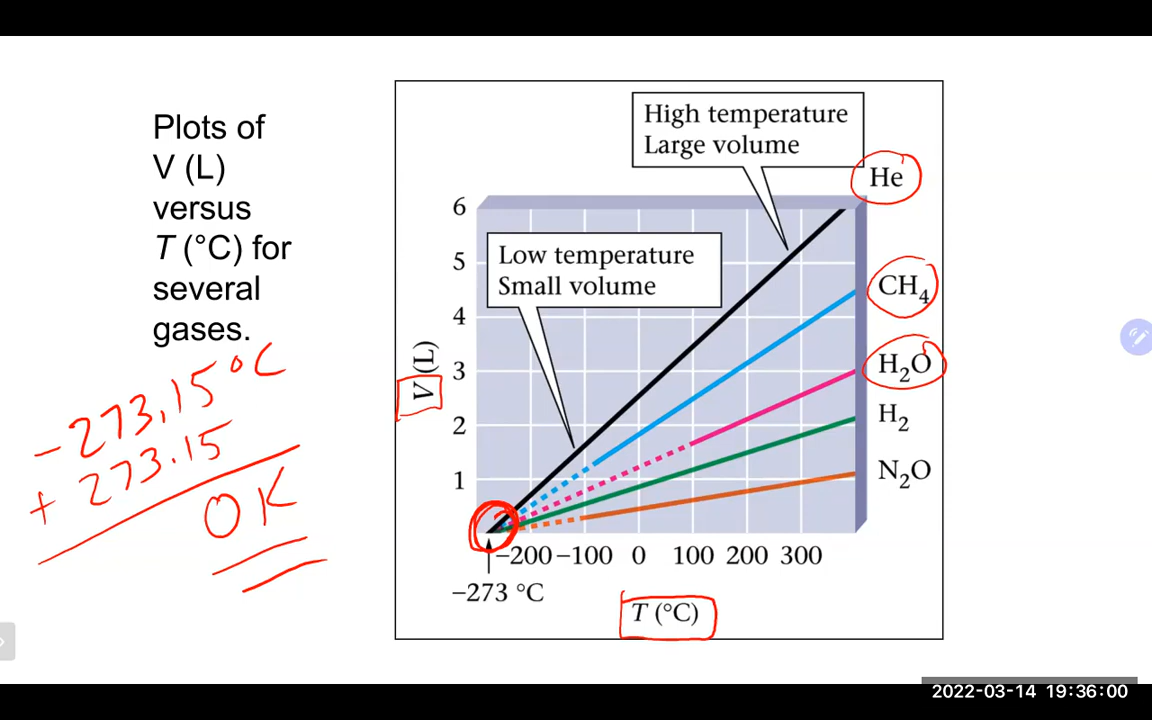 Plots of
V (L)
versus
T (°C) for
several
gases.
-273.15°C
+ 273.15
0K
High temperature
Large volume
Low temperature
Small volume
He
CH₄
H₂O
H₂
N₂O
V (L)
6
5
4
3
2
1
−200 −100 0 100 200 300
−273 °C
T (°C)
2022-03-14 19:36:00